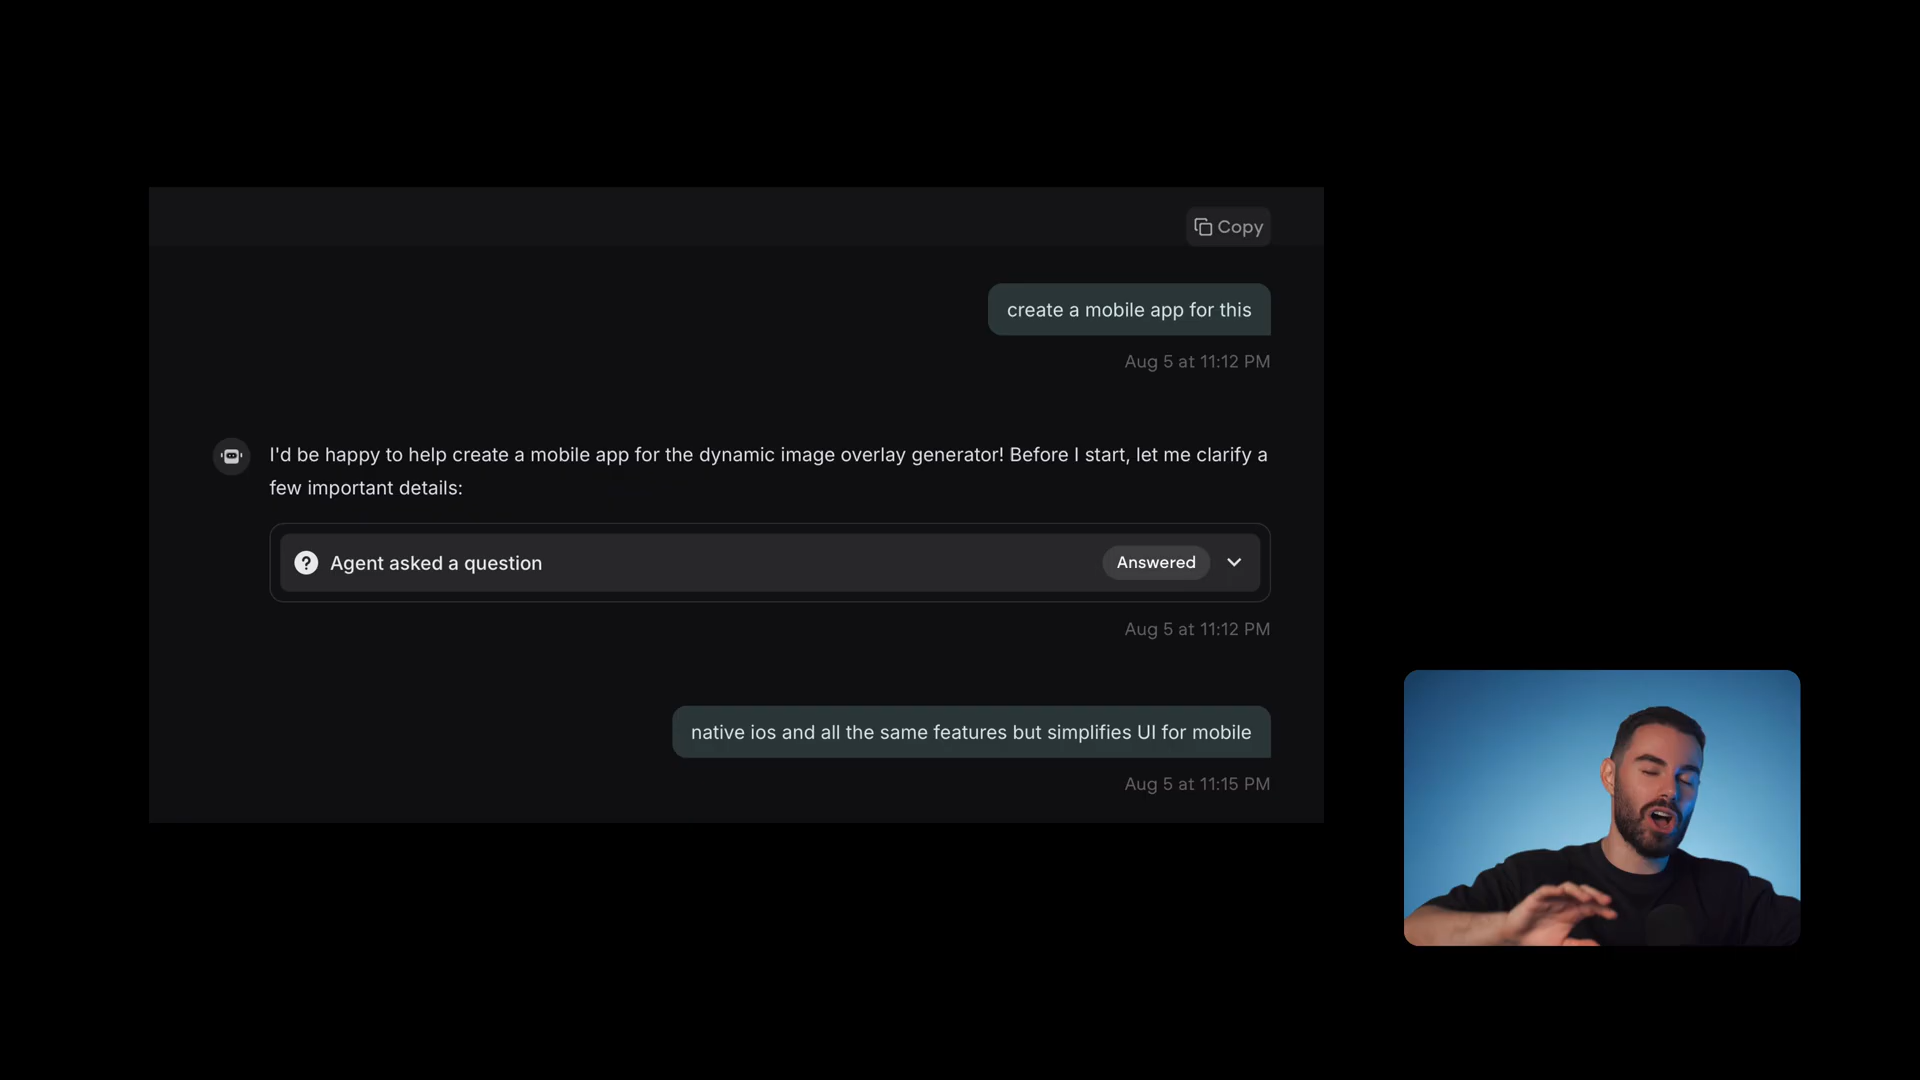 Copy
create a mobile app for this
Aug 5 at 11:12 PM
I'd be happy to help create a mobile app for the dynamic image overlay generator! Before I start, let me clarify a
few important details:
? Agent asked a question
Answered
Aug 5 at 11:12 PM
native ios and all the same features but simplifies UI for mobile
Aug 5 at 11:15 PM